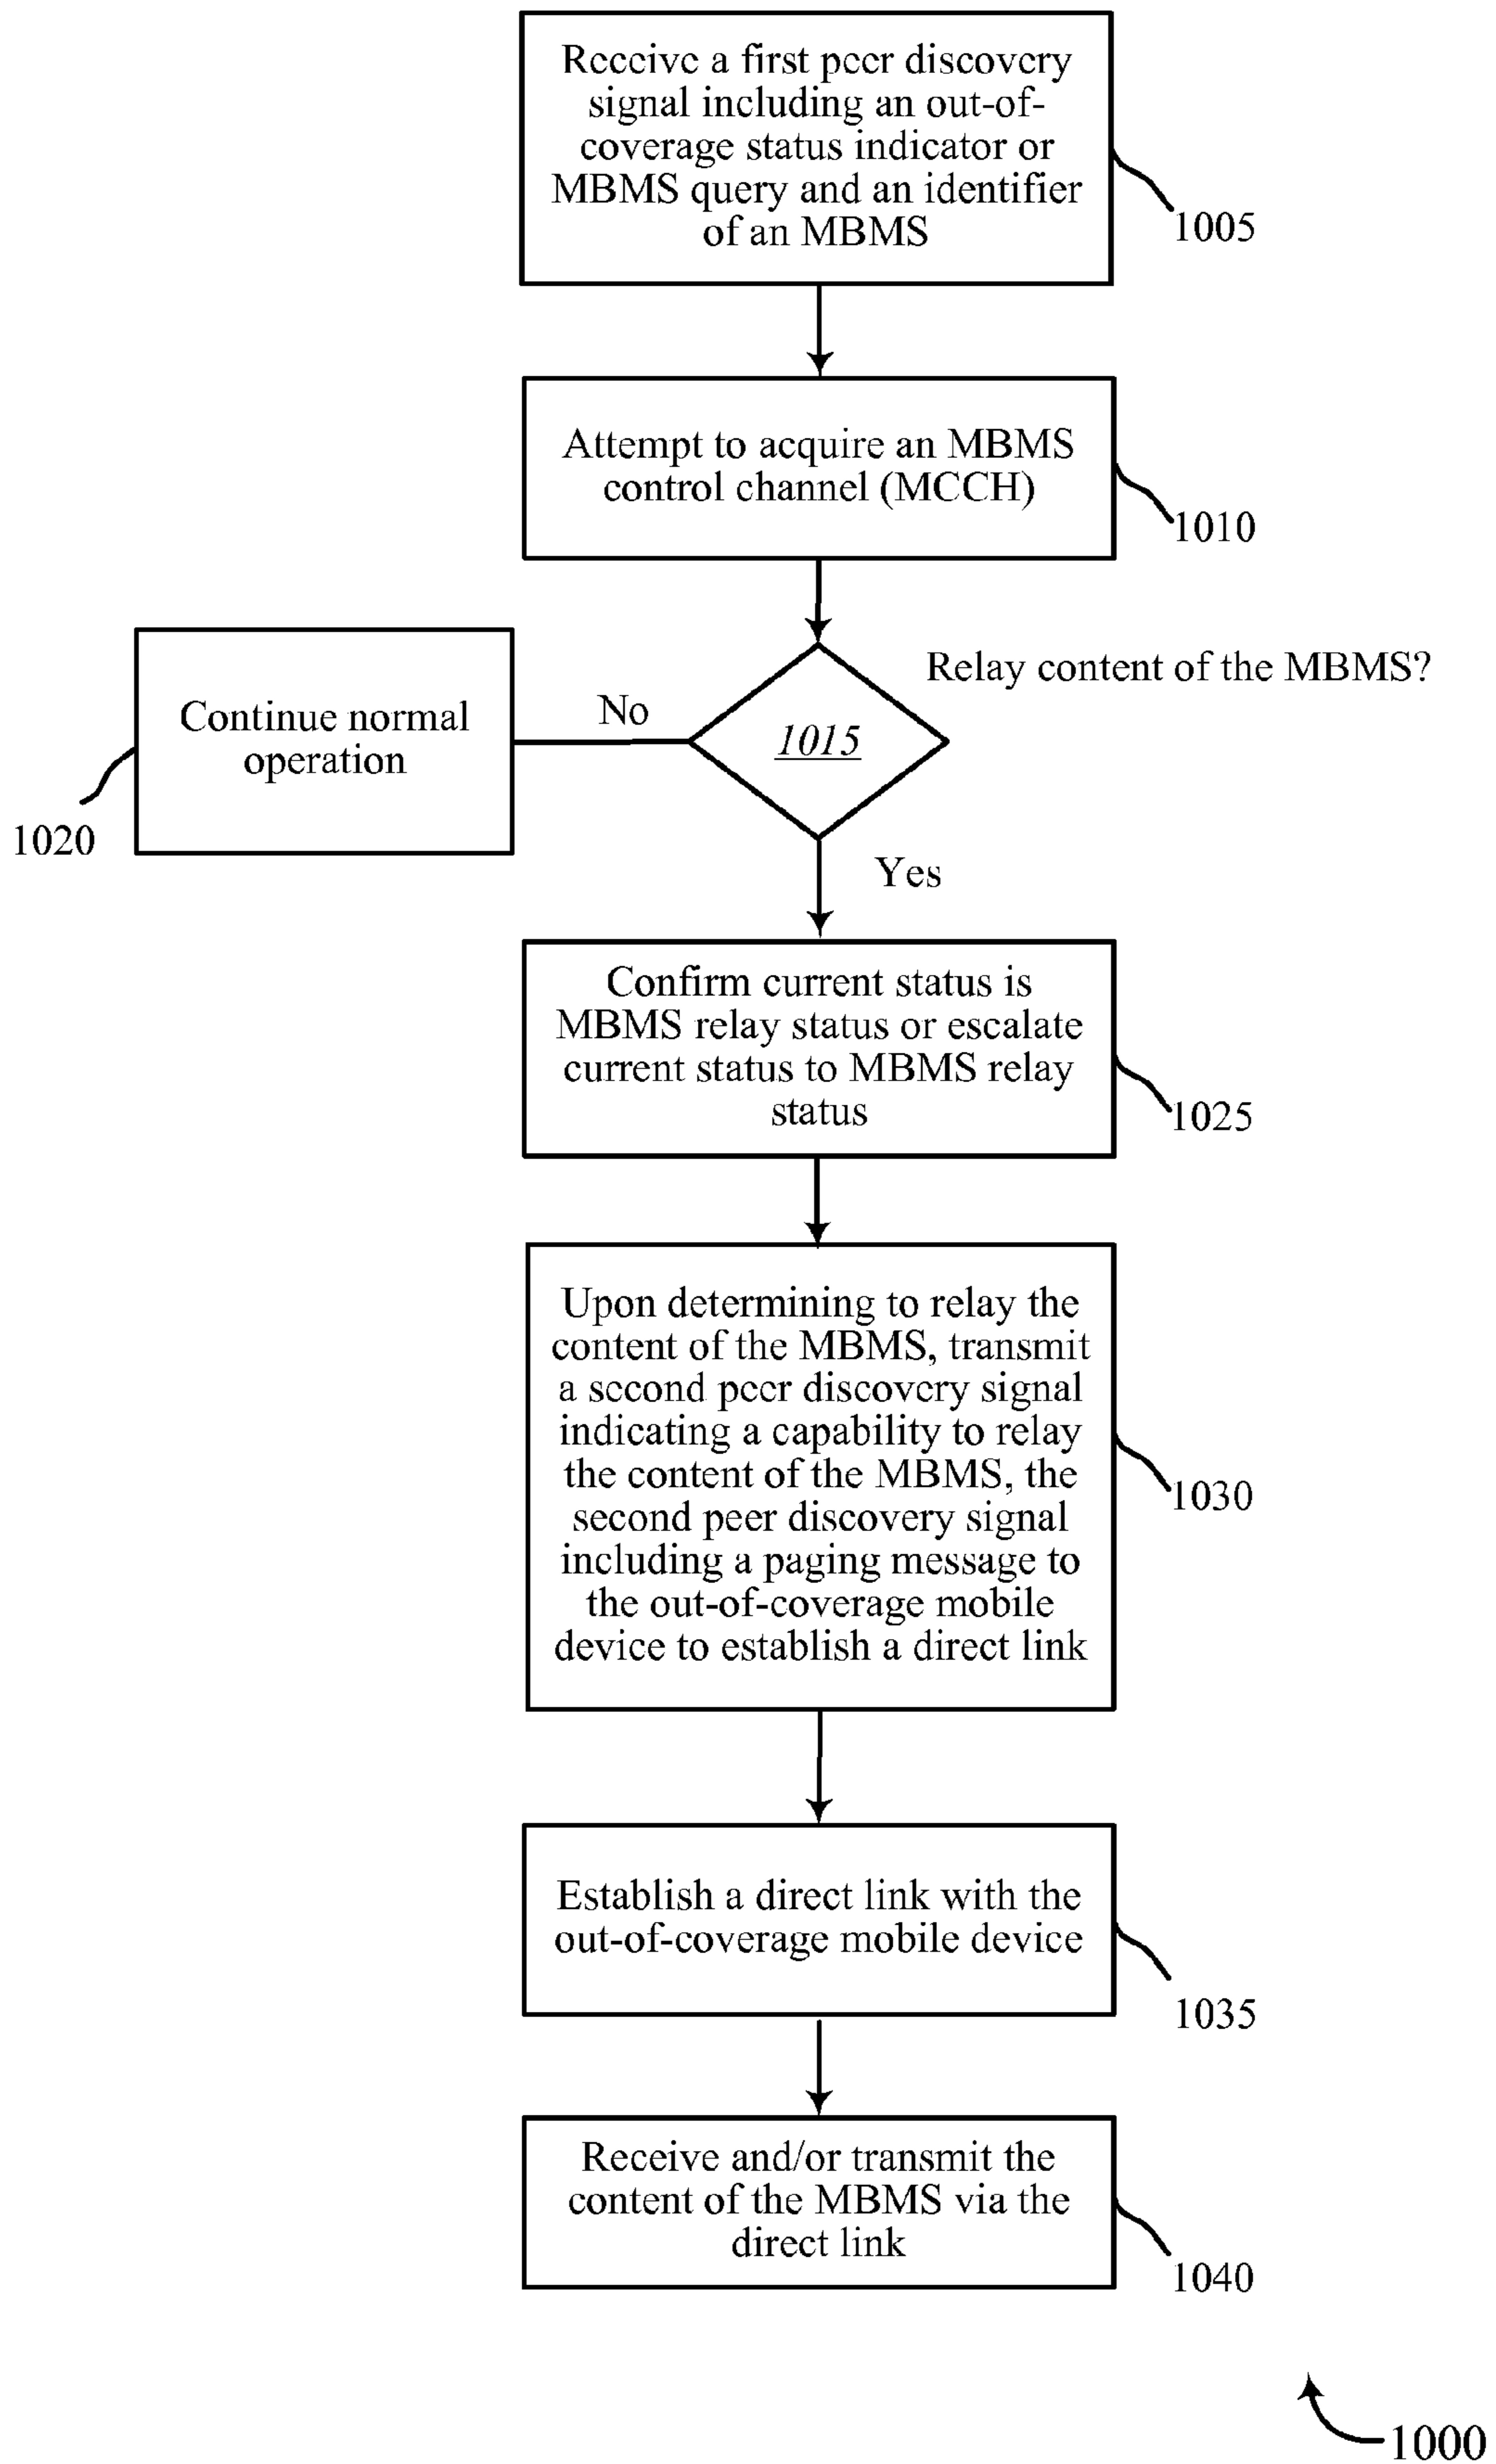 Receive a first peer discovery
signal including an out-of-
coverage status indicator or
MBMS query and an identifier
of an MBMS
1005
Attempt to acquire an MBMS
control channel (MCCH)
1010
Relay content of the MBMS?
No
1015
Continue normal
operation
1020
Yes
Confirm current status is
MBMS relay status or escalate
current status to MBMS relay
status
1025
Upon determining to relay the
content of the MBMS, transmit
a second peer discovery signal
indicating a capability to relay
the content of the MBMS, the
second peer discovery signal
including a paging message to
the out-of-coverage mobile
device to establish a direct link
1030
Establish a direct link with the
out-of-coverage mobile device
1035
Receive and/or transmit the
content of the MBMS via the
direct link
1040
1000